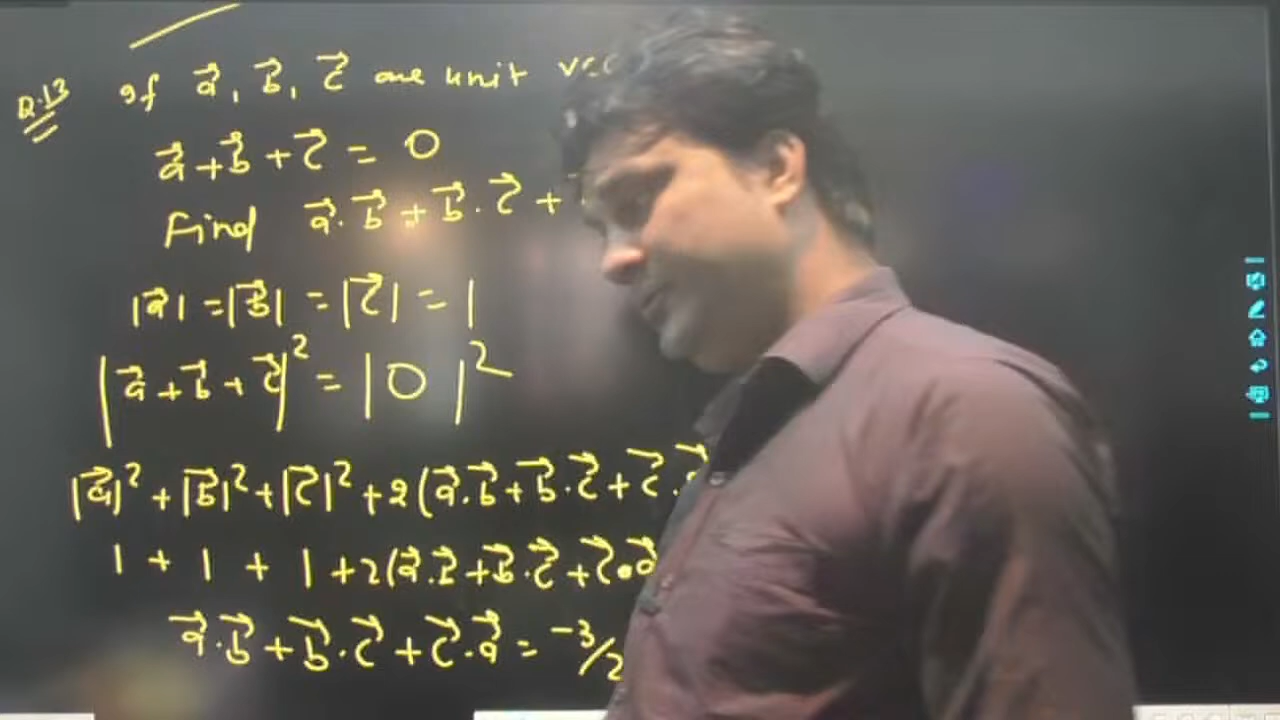 Q.13 If a⃗, b⃗, c⃗ are unit
a⃗ + b⃗ + c⃗ = 0
Find a⃗.b⃗ + b⃗.c⃗ +
|a⃗| = |b⃗| = |c⃗| = 1
|a⃗ + b⃗ + c⃗|² = |0|²
|a⃗|² + |b⃗|² + |c⃗|² + 2(a⃗.b⃗ + b⃗.c⃗ + c⃗.
1 + 1 + 1 + 2(a⃗.b⃗ + b⃗.c⃗ + c⃗.a⃗
a⃗.b⃗ + b⃗.c⃗ + c⃗.a⃗ = -3/2